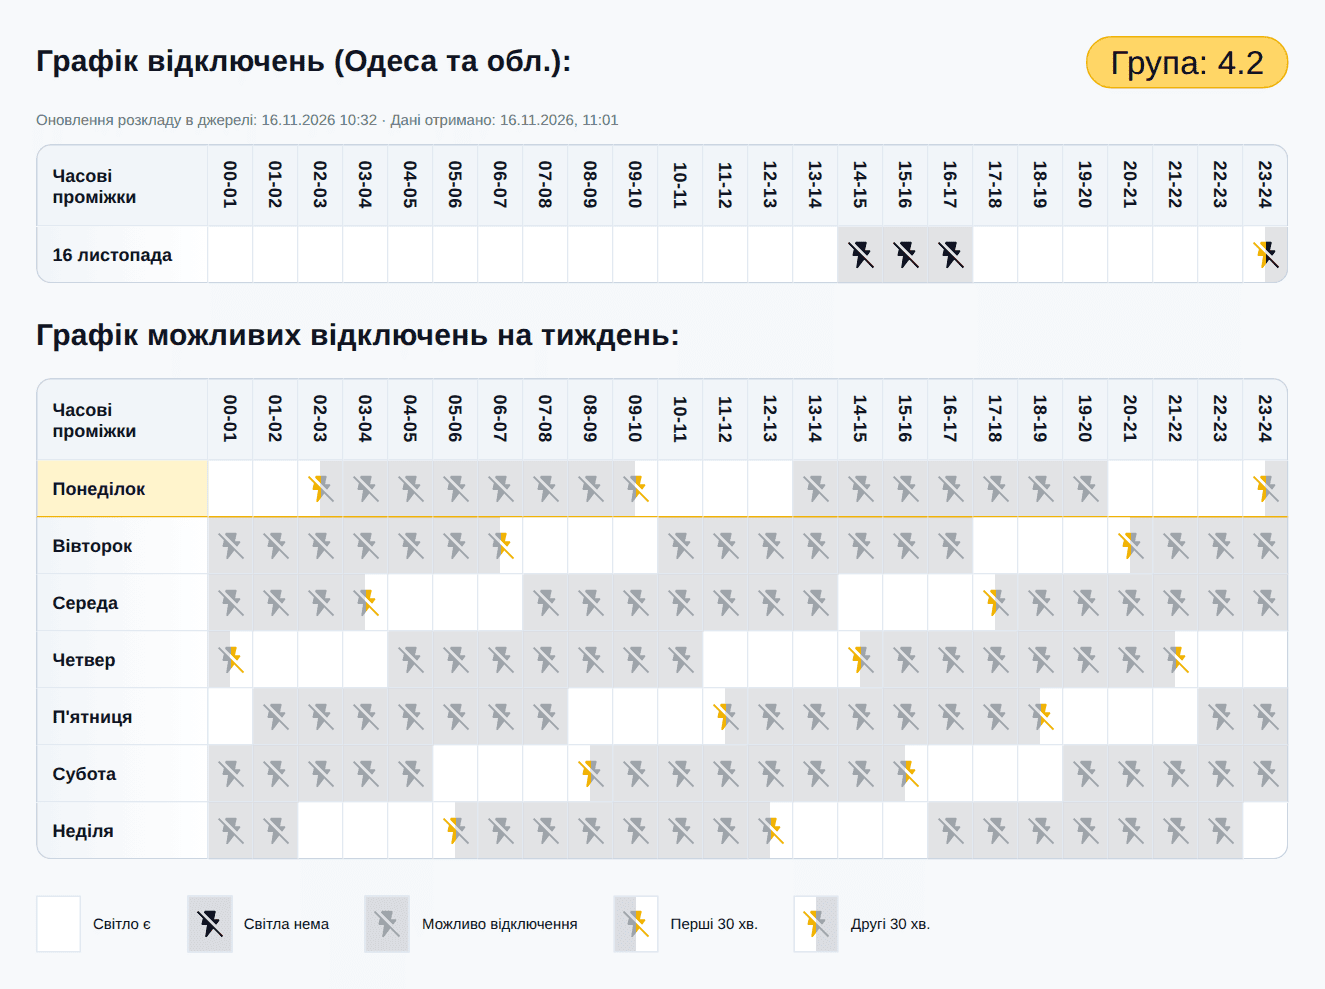 Графік відключень (Одеса та обл.):
Група: 4.2
Оновлення розкладу в джерелі: 16.11.2026 10:32 · Дані отримано: 16.11.2026, 11:01
Часові
проміжки
00-01 01-02 02-03 03-04 04-05 05-06 06-07 07-08 08-09 09-10 10-11 11-12 12-13 13-14 14-15 15-16 16-17 17-18 18-19 19-20 20-21 21-22 22-23 23-24
16 листопада
Графік можливих відключень на тиждень:
Часові
проміжки
00-01 01-02 02-03 03-04 04-05 05-06 06-07 07-08 08-09 09-10 10-11 11-12 12-13 13-14 14-15 15-16 16-17 17-18 18-19 19-20 20-21 21-22 22-23 23-24
Понеділок
Вівторок
Середа
Четвер
П'ятниця
Субота
Неділя
Світло є
Світла нема
Можливо відключення
Перші 30 хв.
Другі 30 хв.